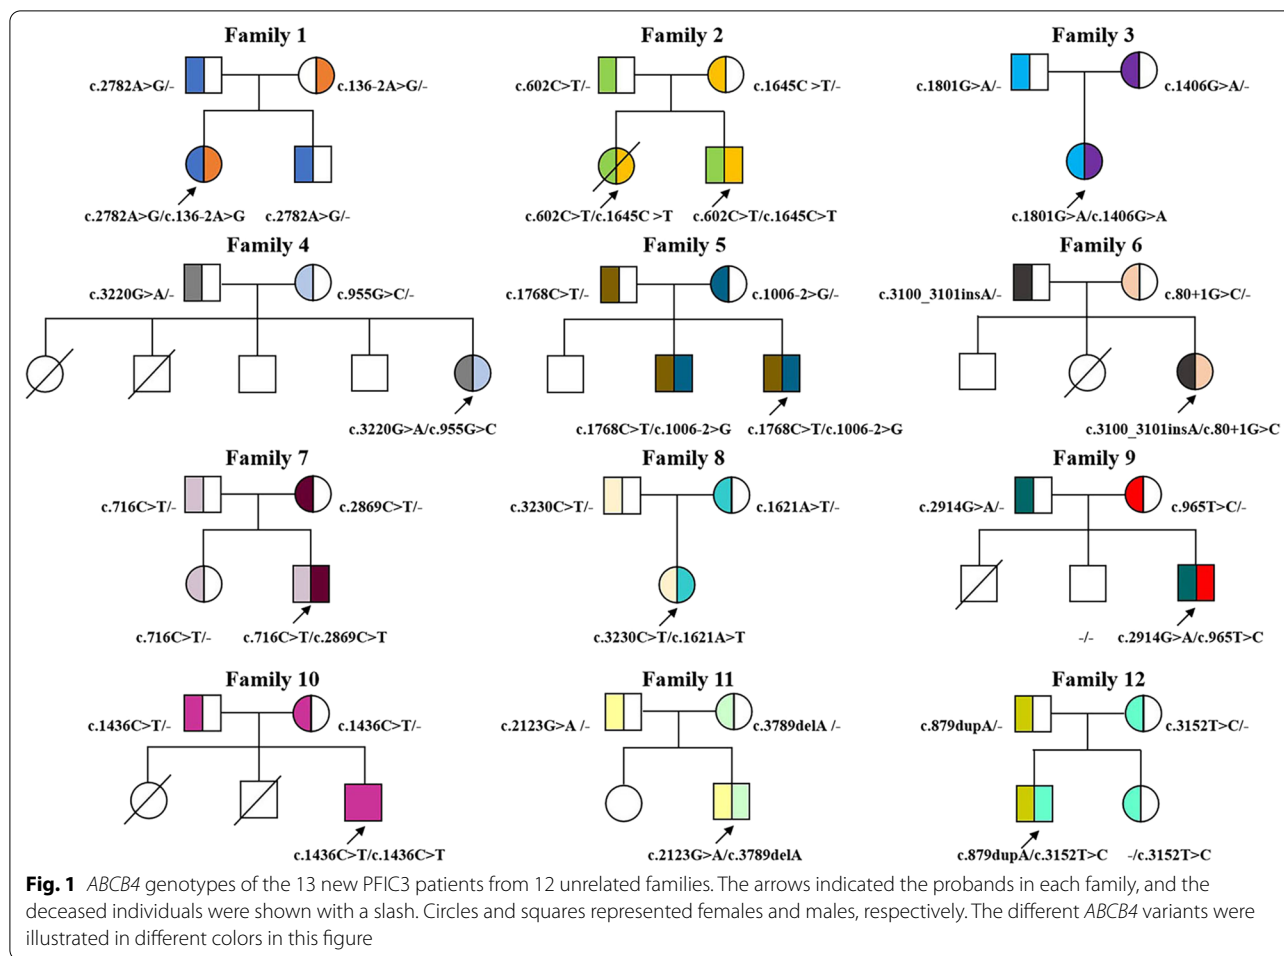 Family 1
Family 2
Family 3
c.2782A>G/-
c.136-2A>G/-
c.602C>T/-
c.1645C >T/-
c.1801G>A/-
c.1406G>A/-
c.2782A>G/c.136-2A>G
c.2782A>G/-
c.602C>T/c.1645C >T
c.602C>T/c.1645C>T
c.1801G>A/c.1406G>A
Family 4
Family 5
Family 6
c.3220G>A/-
c.955G>C/-
c.1768C>T/-
c.1006-2>G/-
c.3100_3101insA/-
c.80+1G>C/-
c.3220G>A/c.955G>C
c.1768C>T/c.1006-2>G
c.1768C>T/c.1006-2>G
c.3100_3101insA/c.80+1G>C
Family 7
Family 8
Family 9
c.716C>T/-
c.2869C>T/-
c.3230C>T/-
c.1621A>T/-
c.2914G>A/-
c.965T>C/-
c.716C>T/-
c.716C>T/c.2869C>T
c.3230C>T/c.1621A>T
-/-
c.2914G>A/c.965T>C
Family 10
Family 11
Family 12
c.1436C>T/-
c.1436C>T/-
c.2123G>A /-
c.3789delA /-
c.879dupA/-
c.3152T>C/-
c.1436C>T/c.1436C>T
c.2123G>A/c.3789delA
c.879dupA/c.3152T>C
-/c.3152T>C
Fig. 1 ABCB4 genotypes of the 13 new PFIC3 patients from 12 unrelated families. The arrows indicated the probands in each family, and the
deceased individuals were shown with a slash. Circles and squares represented females and males, respectively. The different ABCB4 variants were
illustrated in different colors in this figure